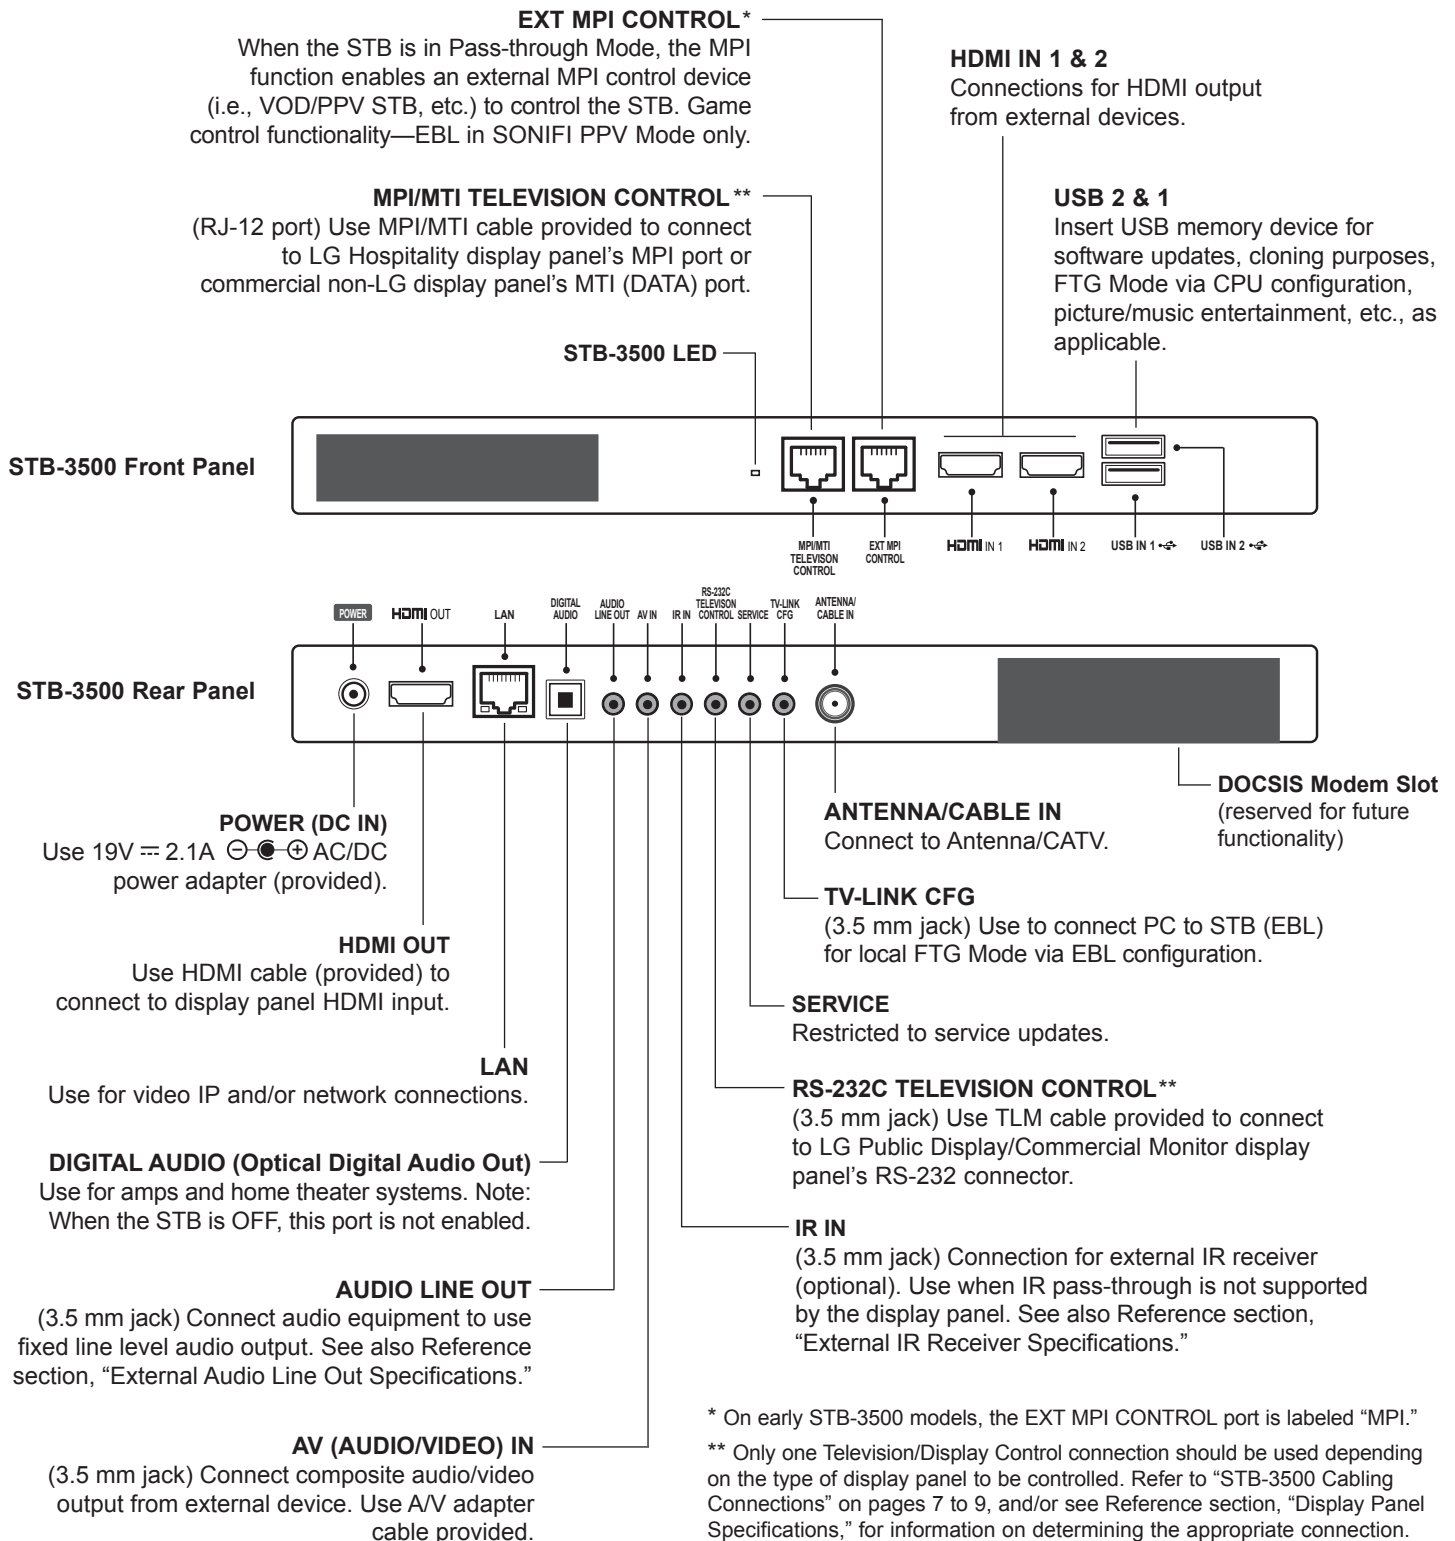 EXT MPI CONTROL*
When the STB is in Pass-through Mode, the MPI
function enables an external MPI control device
(i.e., VOD/PPV STB, etc.) to control the STB. Game
control functionality—EBL in SONIFI PPV Mode only.
HDMI IN 1 & 2
Connections for HDMI output
from external devices.
MPI/MTI TELEVISION CONTROL**
(RJ-12 port) Use MPI/MTI cable provided to connect
to LG Hospitality display panel's MPI port or
commercial non-LG display panel's MTI (DATA) port.
USB 2 & 1
Insert USB memory device for
software updates, cloning purposes,
FTG Mode via CPU configuration,
picture/music entertainment, etc., as
applicable.
STB-3500 LED
STB-3500 Front Panel
MPI/MTI
TELEVISON
CONTROL
EXT MPI
CONTROL
HDMI IN 1
HDMI IN 2
USB IN 1
USB IN 2
POWER
HDMI OUT
LAN
DIGITAL
AUDIO
AUDIO
LINE OUT
AV IN
IR IN
RS-232C
TELEVISON
CONTROL
SERVICE
TV-LINK
CFG
ANTENNA/
CABLE IN
STB-3500 Rear Panel
POWER (DC IN)
Use 19V ⎓ 2.1A AC/DC
power adapter (provided).
HDMI OUT
Use HDMI cable (provided) to
connect to display panel HDMI input.
LAN
Use for video IP and/or network connections.
DIGITAL AUDIO (Optical Digital Audio Out)
Use for amps and home theater systems. Note:
When the STB is OFF, this port is not enabled.
AUDIO LINE OUT
(3.5 mm jack) Connect audio equipment to use
fixed line level audio output. See also Reference
section, “External Audio Line Out Specifications.”
AV (AUDIO/VIDEO) IN
(3.5 mm jack) Connect composite audio/video
output from external device. Use A/V adapter
cable provided.
DOCSIS Modem Slot
(reserved for future
functionality)
ANTENNA/CABLE IN
Connect to Antenna/CATV.
TV-LINK CFG
(3.5 mm jack) Use to connect PC to STB (EBL)
for local FTG Mode via EBL configuration.
SERVICE
Restricted to service updates.
RS-232C TELEVISION CONTROL**
(3.5 mm jack) Use TLM cable provided to connect
to LG Public Display/Commercial Monitor display
panel's RS-232 connector.
IR IN
(3.5 mm jack) Connection for external IR receiver
(optional). Use when IR pass-through is not supported
by the display panel. See also Reference section,
“External IR Receiver Specifications.”
* On early STB-3500 models, the EXT MPI CONTROL port is labeled “MPI.”
** Only one Television/Display Control connection should be used depending
on the type of display panel to be controlled. Refer to “STB-3500 Cabling
Connections” on pages 7 to 9, and/or see Reference section, “Display Panel
Specifications,” for information on determining the appropriate connection.